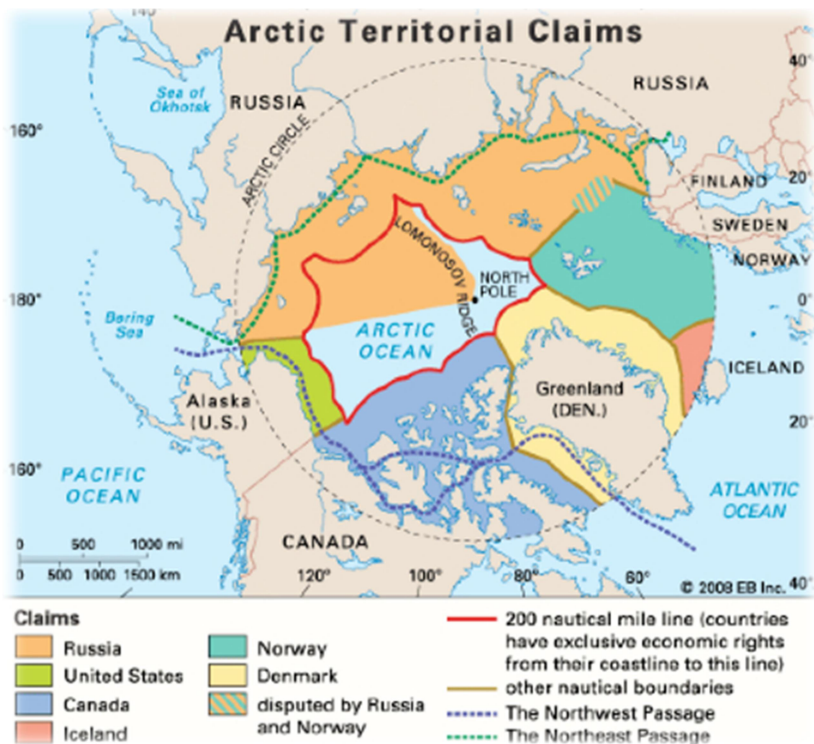 140°
Arctic Territorial Claims
40°
Sea of
Okhotsk
RUSSIA
RUSSIA
160°
ARCTIC CIRCLE
20°
FINLAND
SWEDEN
NORWAY
LOMONOSOV RIDGE
NORTH
POLE
180°
0°
Bering
Sea
ARCTIC
OCEAN
ICELAND
Greenland
(DEN.)
Alaska
(U.S.)
20°
160°
PACIFIC
OCEAN
ATLANTIC
OCEAN
CANADA
0 500 1000 mi
0 500 1000 1500 km
120°
100°
80°
60°
© 2008 EB Inc.
40°
Claims
Russia
United States
Canada
Iceland
Norway
Denmark
disputed by Russia
and Norway
200 nautical mile line (countries
have exclusive economic rights
from their coastline to this line)
other nautical boundaries
The Northwest Passage
The Northeast Passage